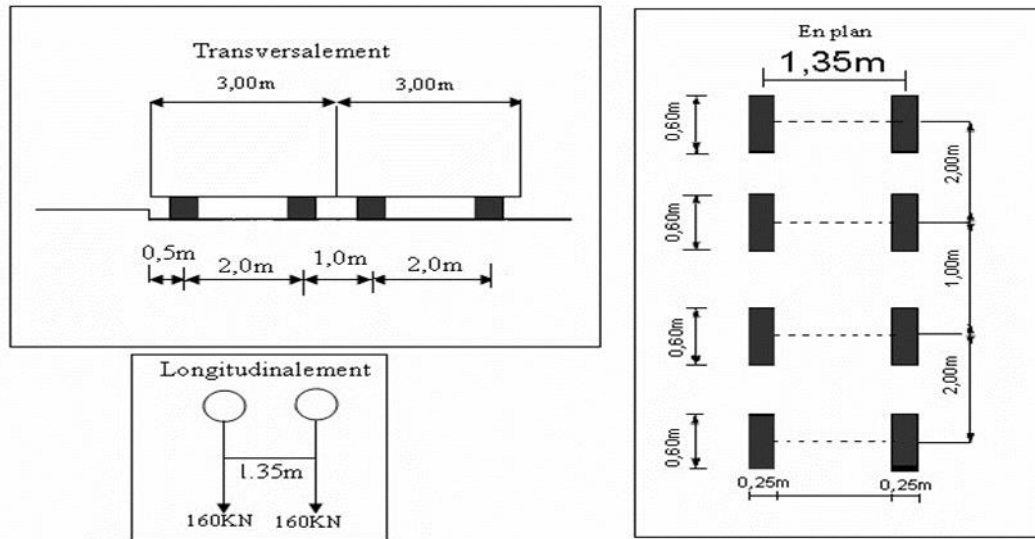 Transversalement
3,00m 3,00m
0,5m
2,0m
1,0m
2,0m
Longitudinalement
1.35m
160KN 160KN
En plan
1,35m
0,60m
2,00m
0,60m
1,00m
0,60m
2,00m
0,60m
0,25m 0,25m